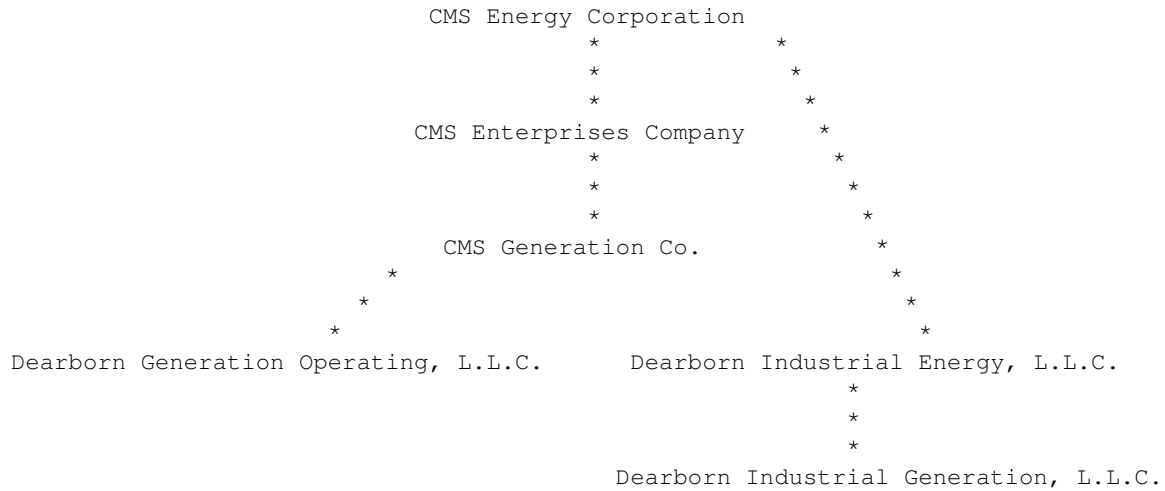 CMS Energy Corporation
* *
* *
* *
CMS Enterprises Company *
* *
* *
* *
CMS Generation Co. *
* *
* *
* *
Dearborn Generation Operating, L.L.C. Dearborn Industrial Energy, L.L.C.
*
*
*
Dearborn Industrial Generation, L.L.C.